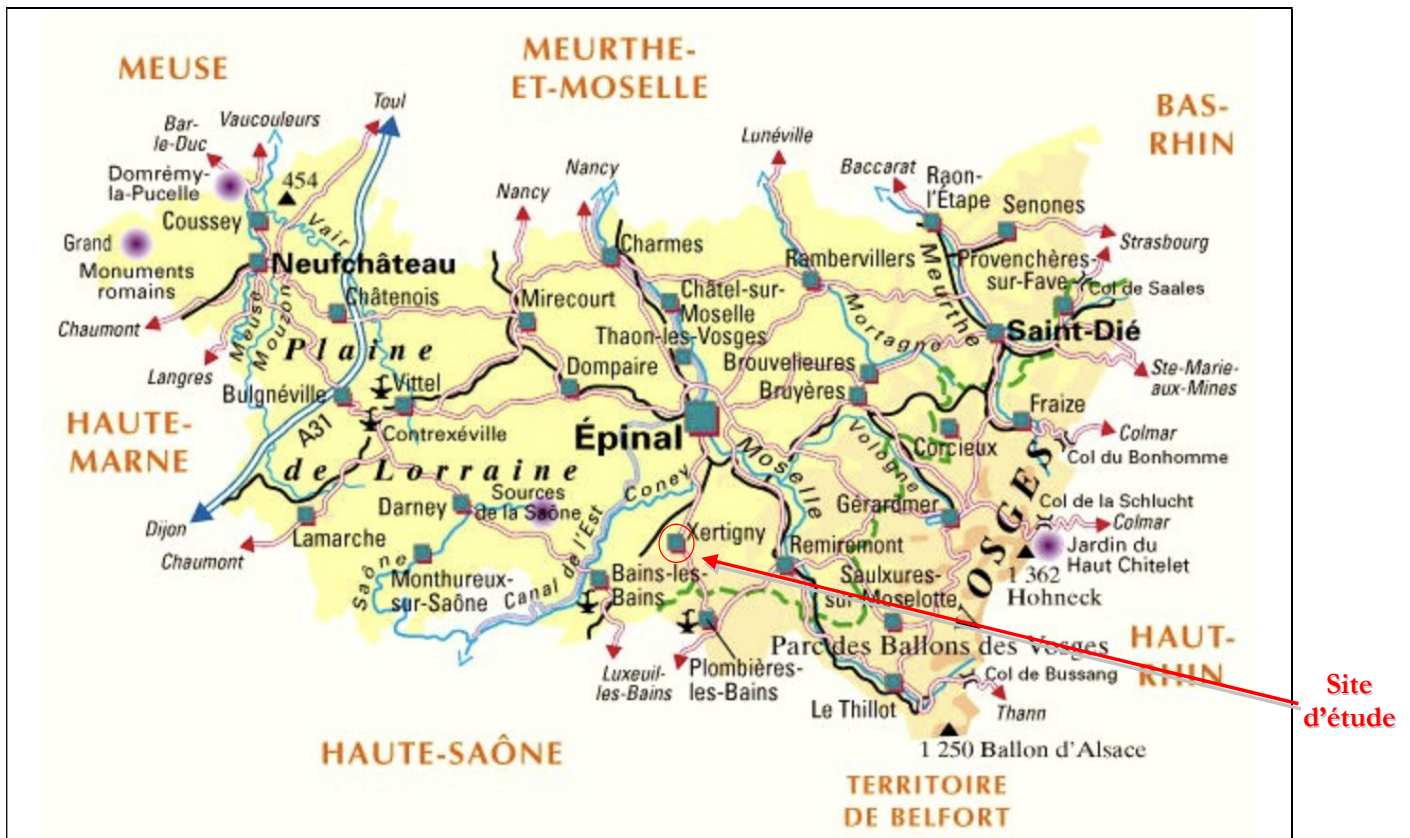 MEUSE
MEURTHE-
ET-MOSELLE
BAS-
RHIN
Toul
Bar-
le-Duc
Vaucouleurs
Lunéville
Domrémy-
la-Pucelle
454
Nancy
Nancy
Baccarat
Raon-
l'Étape
Senones
Coussey
Vair
Strasbourg
Grand
Monuments
romains
Neufchâteau
Charmes
Rambervillers
Meurthe
Provenchères-
sur-Fave
Col de Saales
Châtenois
Mirecourt
Châtel-sur-
Moselle
Chaumont
Meuse
Mouzon
Thaon-les-Vosges
Mortagne
Saint-Dié
Plaine
Langres
Dompaire
Brouvelieures
Ste-Marie-
aux-Mines
Bulgnéville
Vittel
Bruyères
Fraize
HAUTE-
MARNE
A31
Contrexéville
Épinal
Moselle
Vologne
Corcieux
Colmar
Col du Bonhomme
de Lorraine
Coney
Darney
Sources
de la Saône
Gérardmer
VOSGES
Col de la Schlucht
Colmar
Dijon
Chaumont
Lamarche
Canal de l'Est
Xertigny
Remiremont
Jardin du
Haut Chitelet
Saône
Monthureux-
sur-Saône
Bains-les-
Bains
Saulxures-
sur-Moselotte
1 362
Hohneck
Parc des Ballons des Vosges
HAUT-
RHIN
Luxeuil-
les-Bains
Plombières-
les-Bains
Col de Bussang
Le Thillot
Thann
Site
d'étude
HAUTE-SAÔNE
1 250 Ballon d'Alsace
TERRITOIRE
DE BELFORT